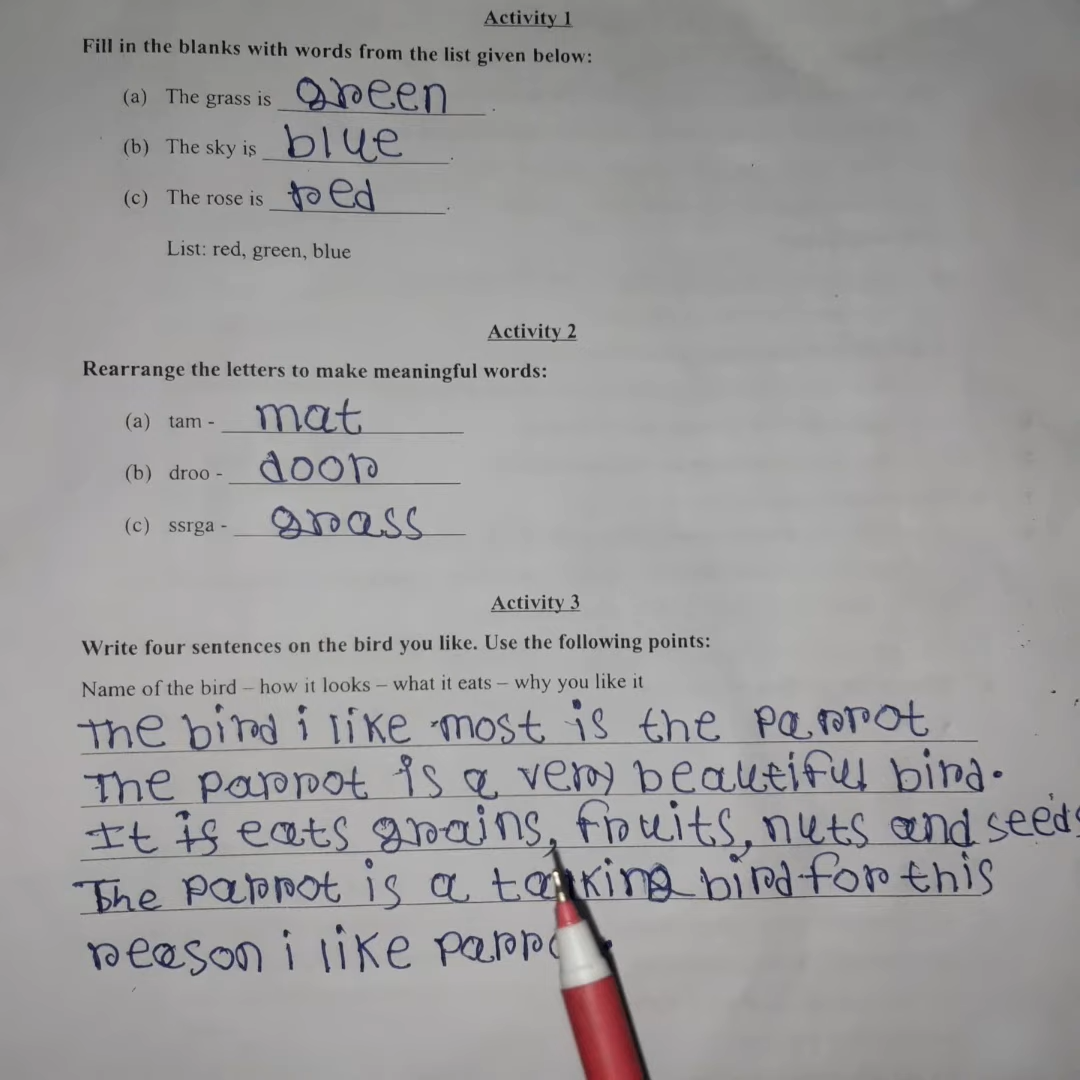 Activity 1
Fill in the blanks with words from the list given below:
(a) The grass is green.
(b) The sky is blue.
(c) The rose is red.
List: red, green, blue
Activity 2
Rearrange the letters to make meaningful words:
(a) tam - mat
(b) droo - door
(c) ssrga - grass
Activity 3
Write four sentences on the bird you like. Use the following points:
Name of the bird – how it looks – what it eats – why you like it
The bird i like most is the parrot
The parrot is a very beautiful bird.
It is eats grains, fruits, nuts and seeds
The parrot is a talking bird for this
reason i like